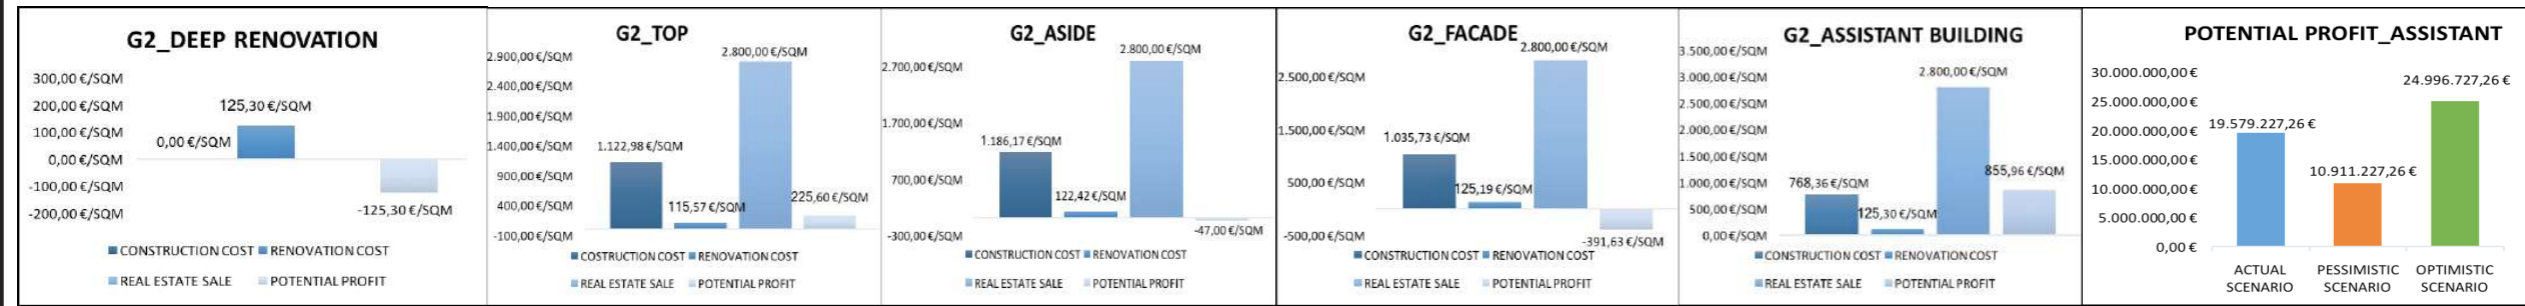 G2_DEEP RENOVATION
300,00 €/SQM
200,00 €/SQM
100,00 €/SQM
0,00 €/SQM
-100,00 €/SQM
-200,00 €/SQM
125,30 €/SQM
0,00 €/SQM
-125,30 €/SQM
CONSTRUCTION COST RENOVATION COST
REAL ESTATE SALE POTENTIAL PROFIT
G2_TOP
2.900,00 €/SQM
2.400,00 €/SQM
1.900,00 €/SQM
1.400,00 €/SQM
900,00 €/SQM
400,00 €/SQM
-100,00 €/SQM
2.800,00 €/SQM
1.122,98 €/SQM
115,57 €/SQM
225,60 €/SQM
COSTRUCTION COST RENOVATION COST
REAL ESTATE SALE POTENTIAL PROFIT
G2_ASIDE
2.700,00 €/SQM
1.700,00 €/SQM
700,00 €/SQM
-300,00 €/SQM
2.800,00 €/SQM
1.186,17 €/SQM
122,42 €/SQM
-47,00 €/SQM
CONSTRUCTION COST RENOVATION COST
REAL ESTATE SALE POTENTIAL PROFIT
G2_FACADE
2.500,00 €/SQM
1.500,00 €/SQM
500,00 €/SQM
-500,00 €/SQM
2.800,00 €/SQM
1.035,73 €/SQM
125,19 €/SQM
-391,63 €/SQM
CONSTRUCTION COST RENOVATION COST
REAL ESTATE SALE POTENTIAL PROFIT
G2_ASSISTANT BUILDING
3.500,00 €/SQM
3.000,00 €/SQM
2.500,00 €/SQM
2.000,00 €/SQM
1.500,00 €/SQM
1.000,00 €/SQM
500,00 €/SQM
0,00 €/SQM
2.800,00 €/SQM
768,36 €/SQM
125,30 €/SQM
855,96 €/SQM
CONSTRUCTION COST RENOVATION COST
REAL ESTATE SALE POTENTIAL PROFIT
POTENTIAL PROFIT_ASSISTANT
30.000.000,00 €
25.000.000,00 €
20.000.000,00 €
15.000.000,00 €
10.000.000,00 €
5.000.000,00 €
0,00 €
24.996.727,26 €
19.579.227,26 €
10.911.227,26 €
ACTUAL SCENARIO
PESSIMISTIC SCENARIO
OPTIMISTIC SCENARIO